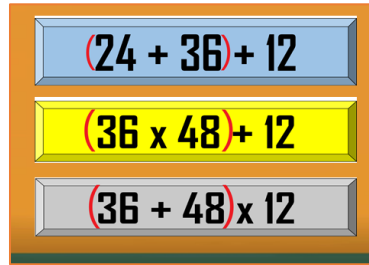 (24 + 36) + 12
(36 x 48) + 12
(36 + 48) x 12